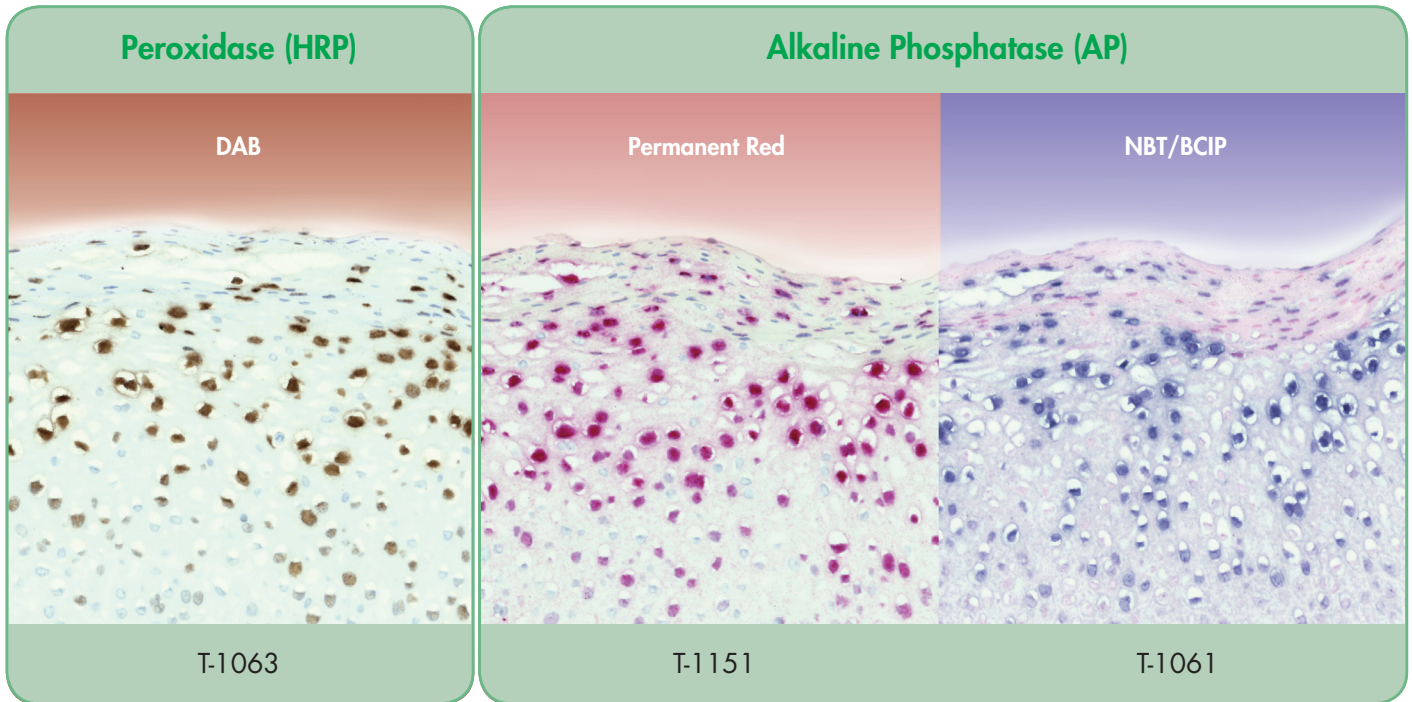 Peroxidase (HRP)
Alkaline Phosphatase (AP)
DAB
Permanent Red
NBT/BCIP
T-1063
T-1151
T-1061